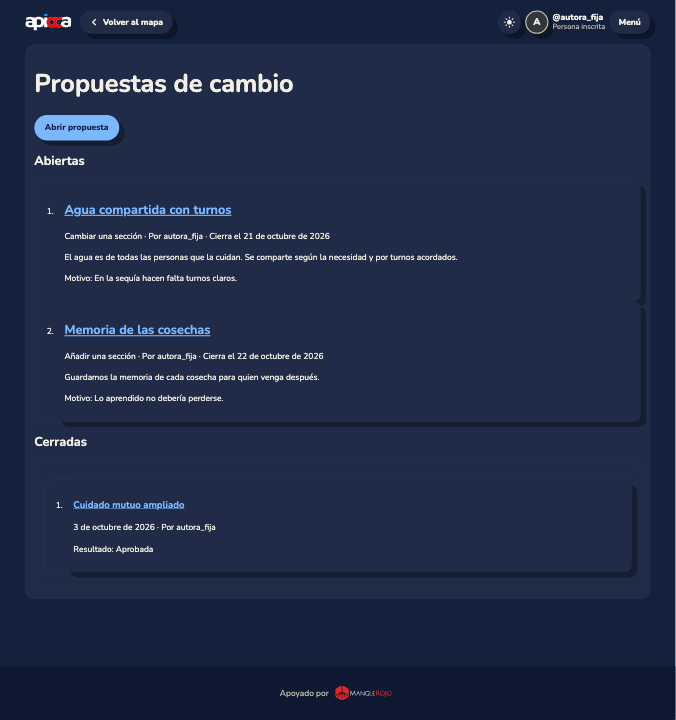 apioca
Volver al mapa
A
@autora_fija
Persona inscrita
Menú
Propuestas de cambio
Abrir propuesta
Abiertas
1. Agua compartida con turnos
Cambiar una sección · Por autora_fija · Cierra el 21 de octubre de 2026
El agua es de todas las personas que la cuidan. Se comparte según la necesidad y por turnos acordados.
Motivo: En la sequía hacen falta turnos claros.
2. Memoria de las cosechas
Añadir una sección · Por autora_fija · Cierra el 22 de octubre de 2026
Guardamos la memoria de cada cosecha para quien venga después.
Motivo: Lo aprendido no debería perderse.
Cerradas
1. Cuidado mutuo ampliado
3 de octubre de 2026 · Por autora_fija
Resultado: Aprobada
Apoyado por
MANGLEROJO